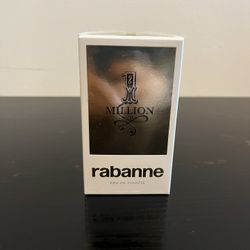 1
MILLION
rabanne
EAU DE TOILETTE